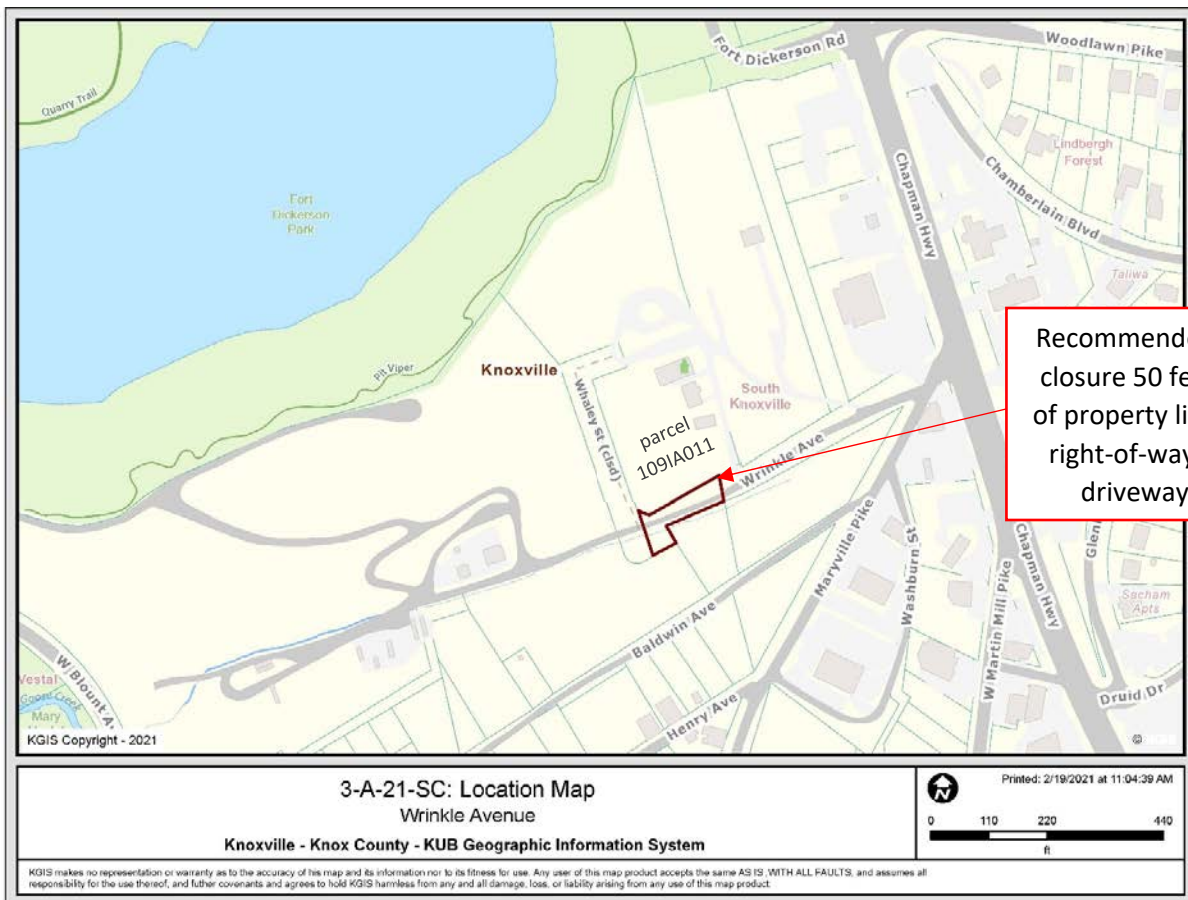 Fort Dickerson Rd
Woodlawn Pike
Quarry Trail
Lindbergh
Forest
Chapman Hwy
Chamberlain Blvd
Fort
Dickerson
Park
Taliwa
Recommende
closure 50 fe
of property li
right-of-way
driveway
Pit Viper
Knoxville
Whaley St (clsd)
South
Knoxville
parcel
109IA011
Wrinkle Ave
Maryville Pike
Washburn St
Chapman Hwy
Glen
W Martin Mill Pike
Sacham
Apts
Baldwin Ave
W Blount A
Vestal
Goose Creek
Mary
Henry Ave
Druid Dr
KGIS Copyright - 2021
3-A-21-SC: Location Map
Wrinkle Avenue
Knoxville - Knox County - KUB Geographic Information System
N
Printed: 2/19/2021 at 11:04:39 AM
0 110 220 440
ft
KGIS makes no representation or warranty as to the accuracy of his map and its information nor to its fitness for use. Any user of this map product accepts the same AS IS ,WITH ALL FAULTS, and assumes all
responsibility for the use thereof, and futher covenants and agrees to hold KGIS harmless from any and all damage, loss, or liability arising from any use of this map product.